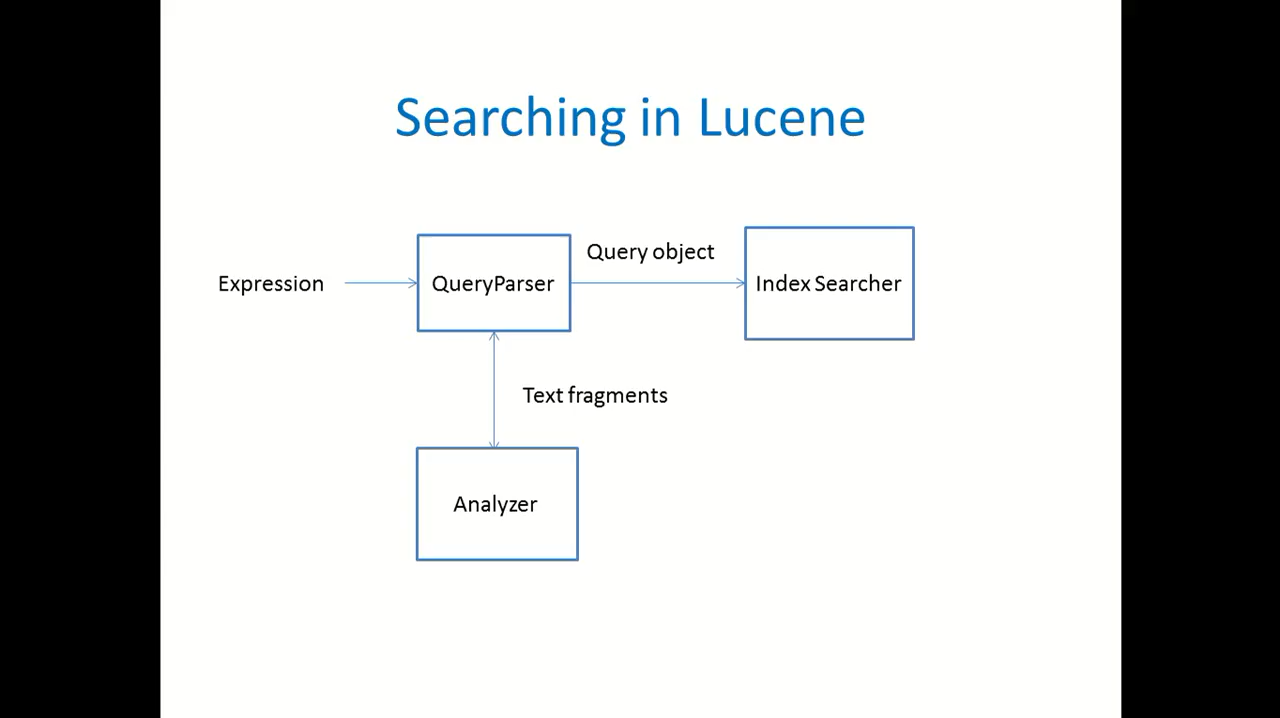 Searching in Lucene
Query object
Expression
QueryParser
Index Searcher
Text fragments
Analyzer